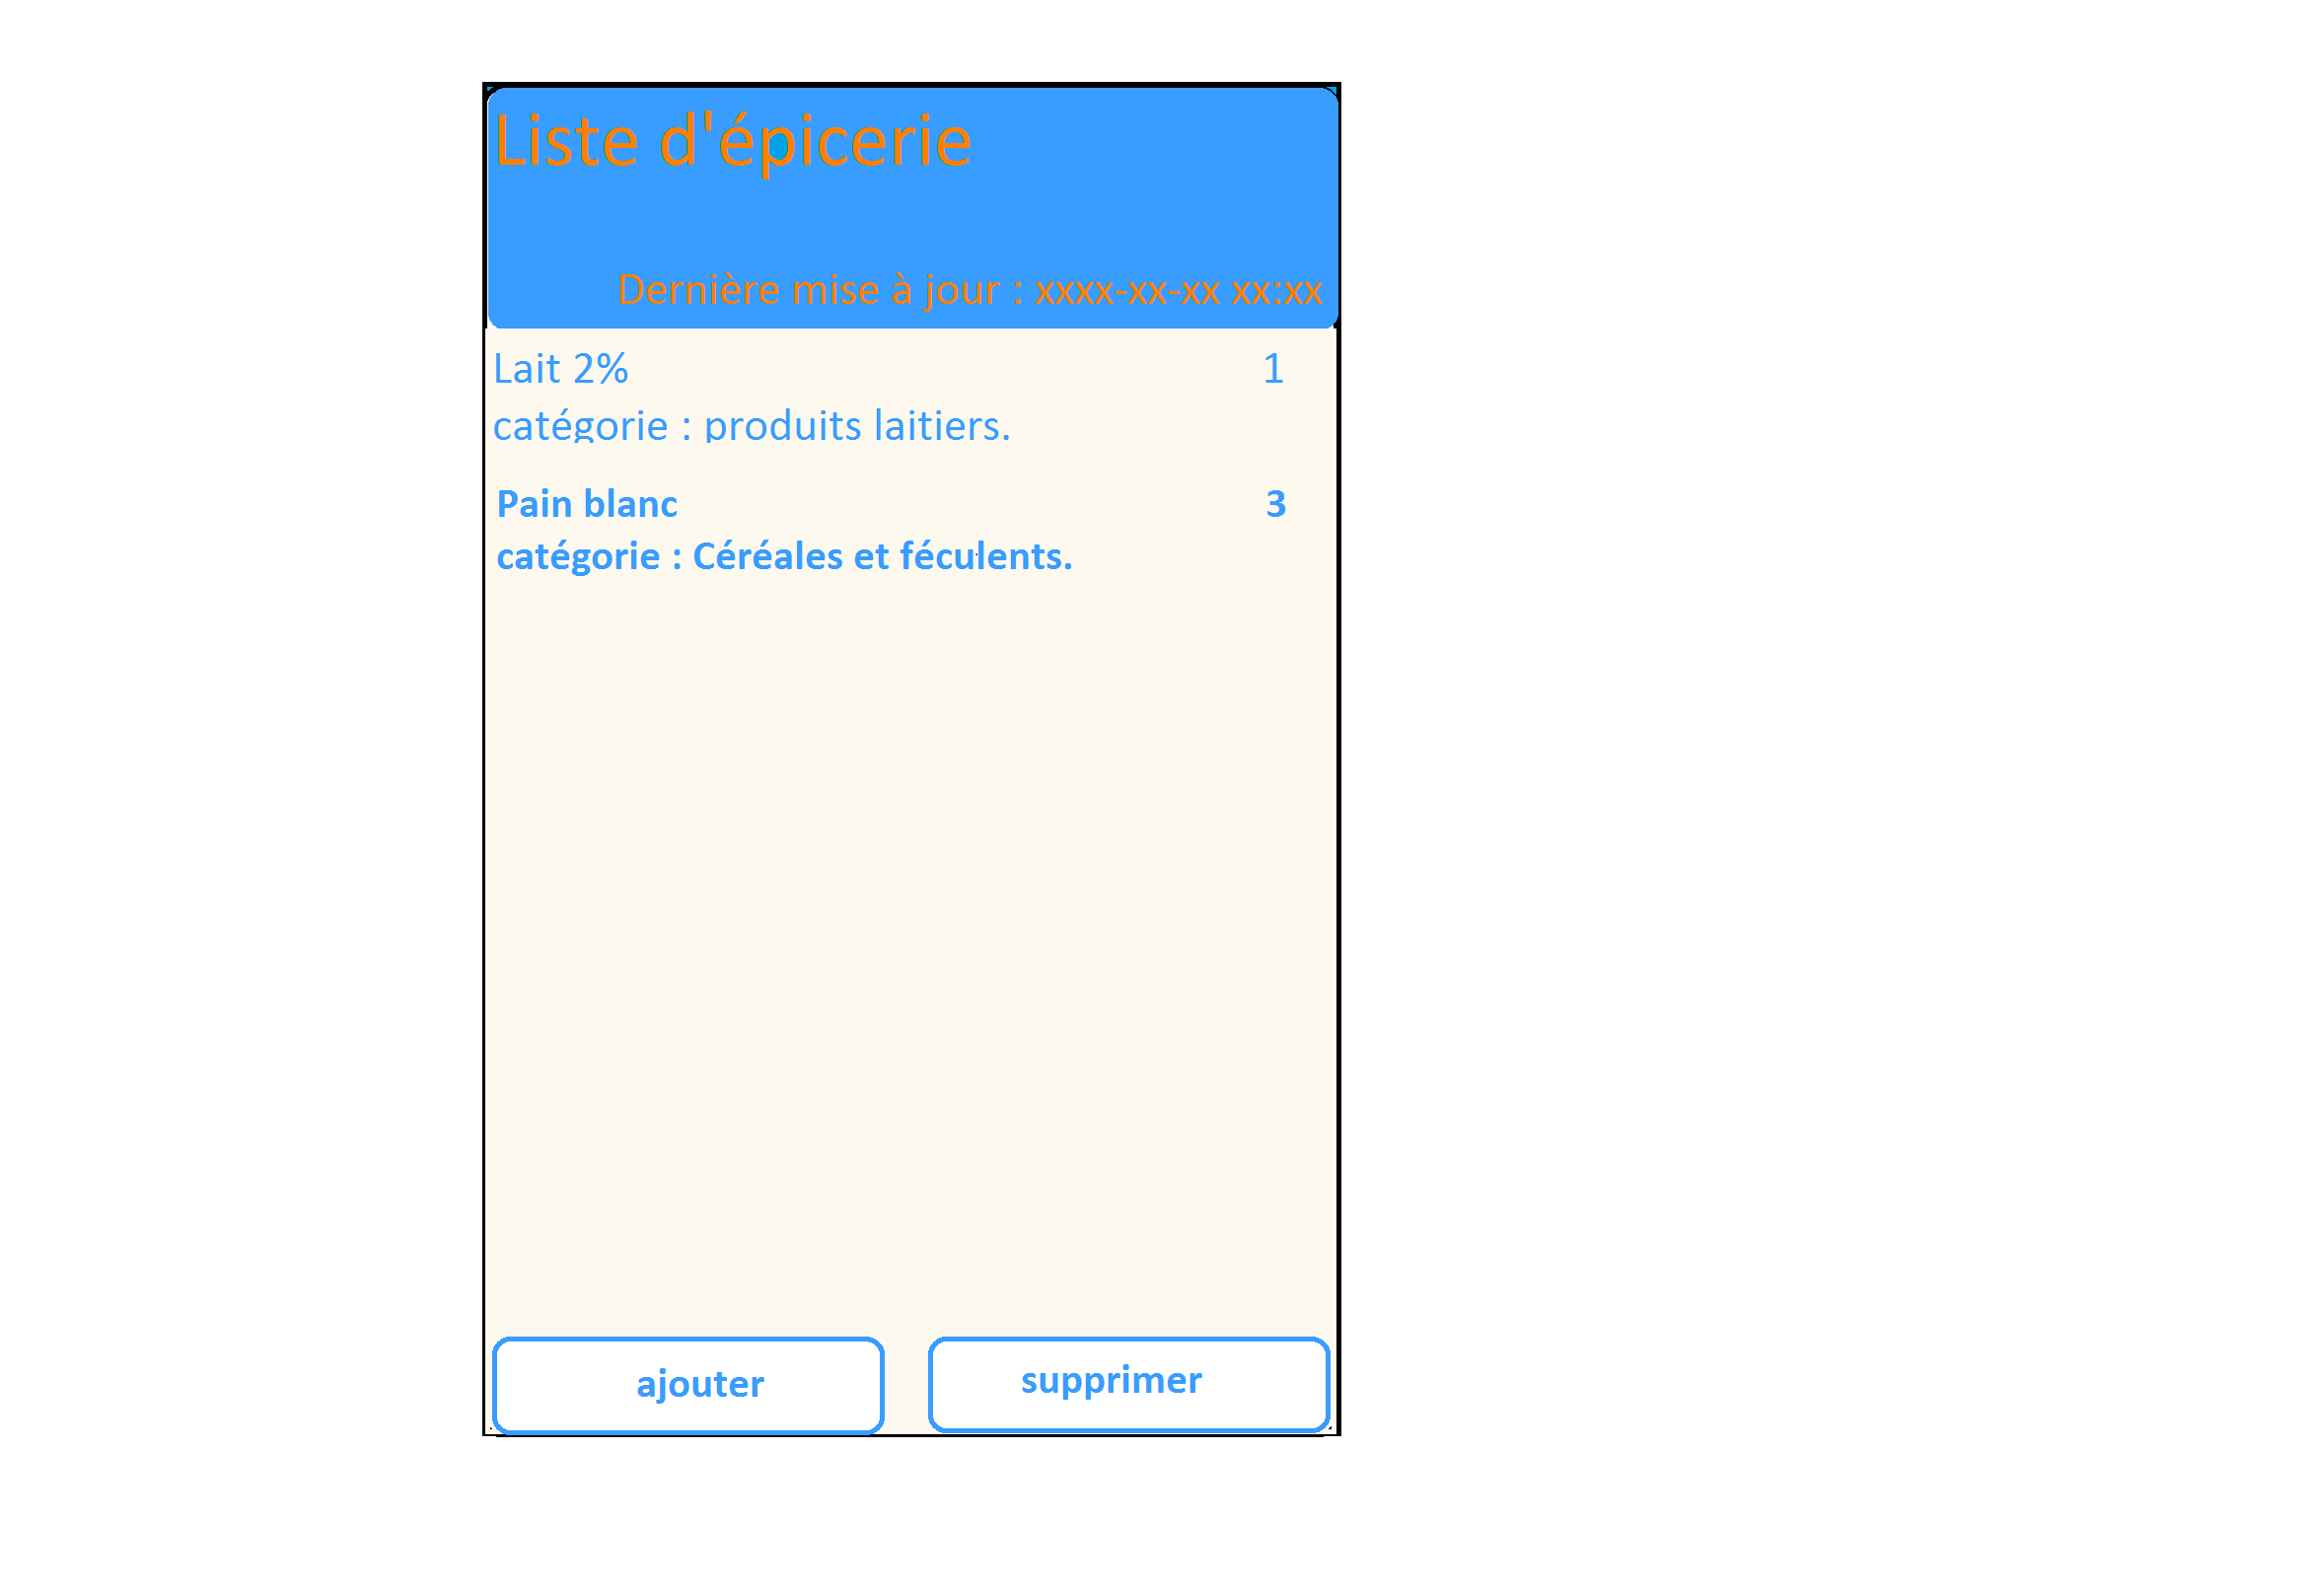 Liste d'épicerie
Dernière mise à jour : xxxx-xx-xx xx:xx
Lait 2% 1
catégorie : produits laitiers.
Pain blanc 3
catégorie : Céréales et féculents.
ajouter supprimer